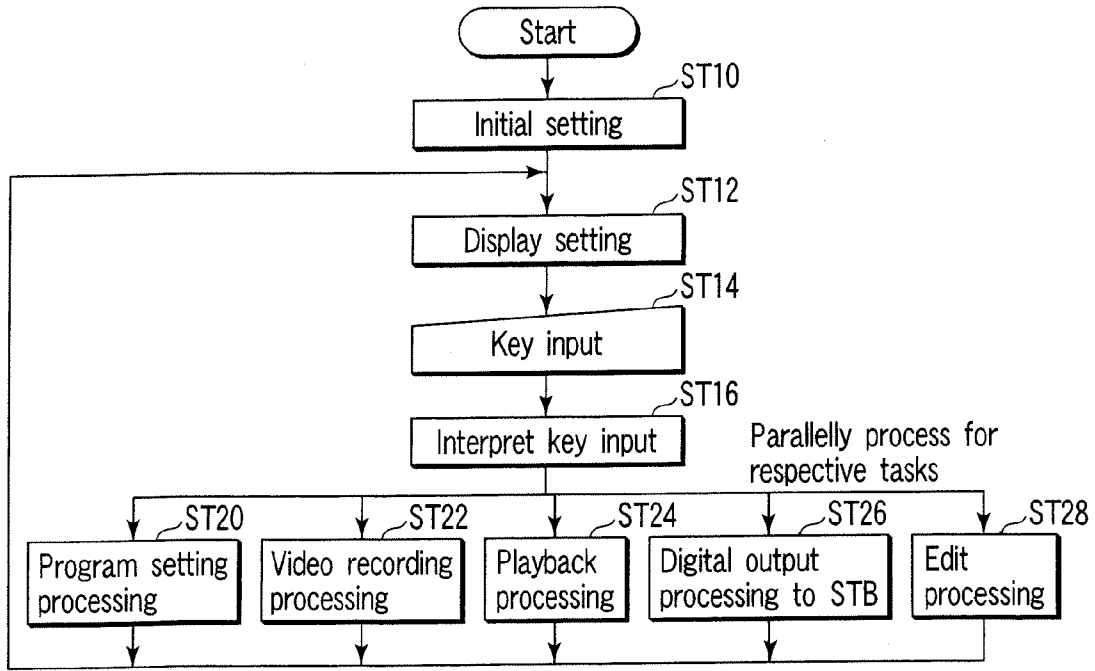 Start
ST10
Initial setting
ST12
Display setting
ST14
Key input
ST16
Interpret key input
Parallelly process for
respective tasks
ST20
Program setting
processing
ST22
Video recording
processing
ST24
Playback
processing
ST26
Digital output
processing to STB
ST28
Edit
processing